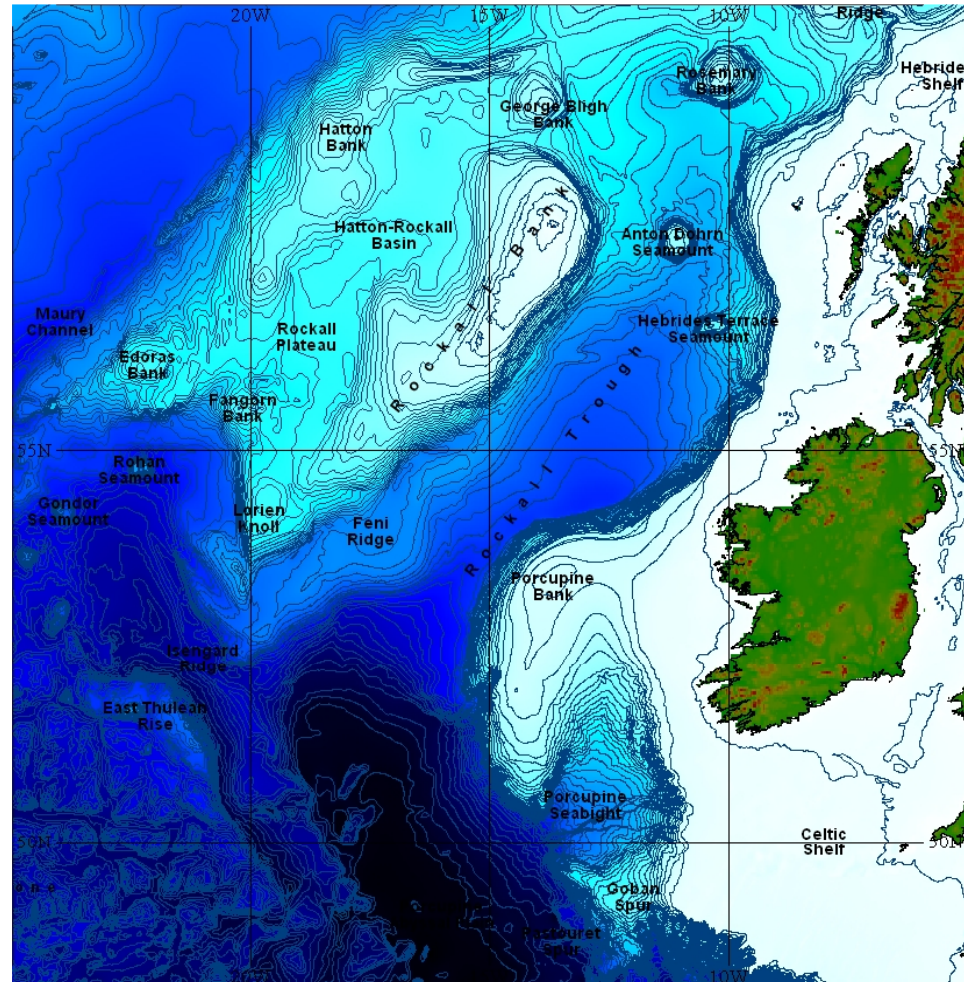 20W
15W
10W
Ridge
Hebrides
Shelf
Rosemary
Bank
George Bligh
Bank
Hatton
Bank
Hatton-Rockall
Basin
Rockall Bank
Anton Dohrn
Seamount
Maury
Channel
Rockall
Plateau
Hebrides Terrace
Seamount
Edoras
Bank
Fangorn
Bank
Rockall Trough
55N
55N
Rohan
Seamount
Gondor
Seamount
Lorien
Knoll
Feni
Ridge
Porcupine
Bank
Isengard
Ridge
East Thulean
Rise
Porcupine
Seabight
Celtic
Shelf
50N
50N
one
Goban
Spur
Spur
10W